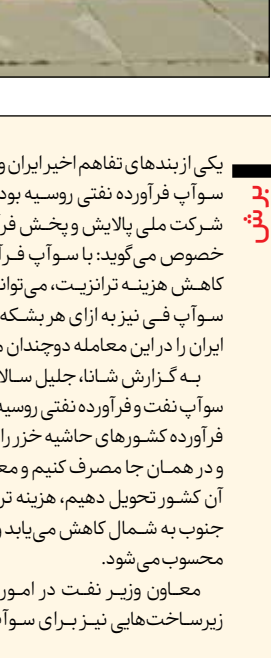 برش
یکی از بندهای تفاهم اخیر ایران و
سوآپ فرآورده نفتی روسیه بود
شرکت ملی پالایش و پخش فرآ
خصوص می‌گوید: با سوآپ فرآ
کاهش هزینه ترانزیت، می‌توان
سوآپ فی نیز به ازای هر بشکه
ایران را در این معامله دوچندان
به گزارش شانا، جلیل سالا
سوآپ نفت و فرآورده نفتی روسیه
فرآورده کشورهای حاشیه خزر را
و در همان جا مصرف کنیم و مع
آن کشور تحویل دهیم، هزینه تر
جنوب به شمال کاهش می‌یابد و
محسوب می‌شود.
معاون وزیر نفت در امور
زیرساخت‌هایی نیز برای سوآ